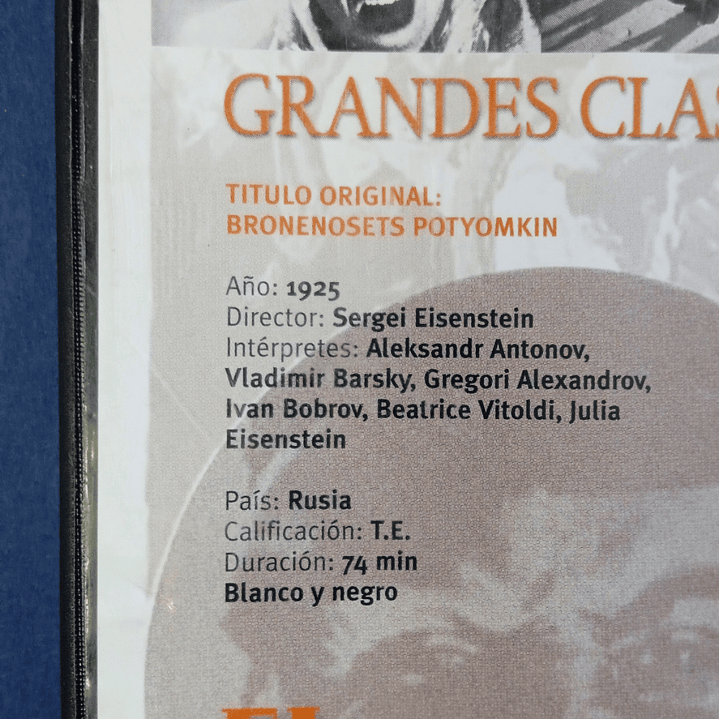 GRANDES CLAS
TITULO ORIGINAL:
BRONENOSETS POTYOMKIN
Año: 1925
Director: Sergei Eisenstein
Intérpretes: Aleksandr Antonov,
Vladimir Barsky, Gregori Alexandrov,
Ivan Bobrov, Beatrice Vitoldi, Julia
Eisenstein
País: Rusia
Calificación: T.E.
Duración: 74 min
Blanco y negro